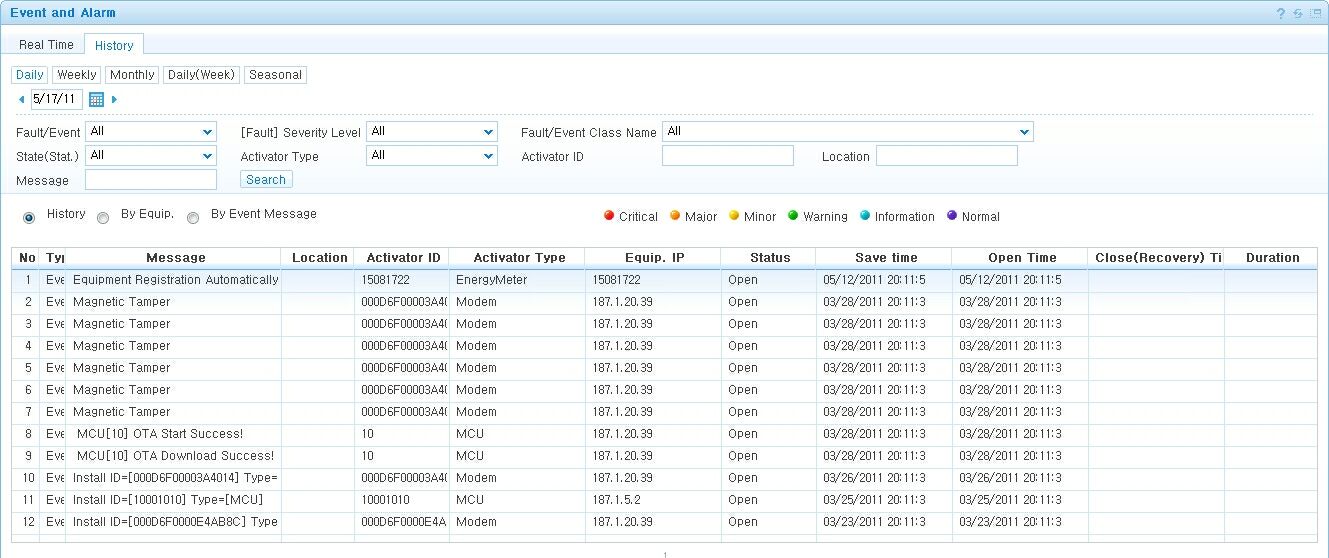 Event and Alarm ?
Real Time History
Daily Weekly Monthly Daily(Week) Seasonal
5/17/11
Fault/Event All [Fault] Severity Level All Fault/Event Class Name All
State(Stat.) All Activator Type All Activator ID Location
Message Search
History By Equip. By Event Message Critical Major Minor Warning Information Normal
No Typ Message Location Activator ID Activator Type Equip. IP Status Save time Open Time Close(Recovery) Ti Duration
1 Eve Equipment Registration Automatically 15081722 EnergyMeter 15081722 Open 05/12/2011 20:11:5 05/12/2011 20:11:5
2 Eve Magnetic Tamper 000D6F00003A40 Modem 187.1.20.39 Open 03/28/2011 20:11:3 03/28/2011 20:11:3
3 Eve Magnetic Tamper 000D6F00003A40 Modem 187.1.20.39 Open 03/28/2011 20:11:3 03/28/2011 20:11:3
4 Eve Magnetic Tamper 000D6F00003A40 Modem 187.1.20.39 Open 03/28/2011 20:11:3 03/28/2011 20:11:3
5 Eve Magnetic Tamper 000D6F00003A40 Modem 187.1.20.39 Open 03/28/2011 20:11:3 03/28/2011 20:11:3
6 Eve Magnetic Tamper 000D6F00003A40 Modem 187.1.20.39 Open 03/28/2011 20:11:3 03/28/2011 20:11:3
7 Eve Magnetic Tamper 000D6F00003A40 Modem 187.1.20.39 Open 03/28/2011 20:11:3 03/28/2011 20:11:3
8 Eve MCU[10] OTA Start Success! 10 MCU 187.1.20.39 Open 03/28/2011 20:11:3 03/28/2011 20:11:3
9 Eve MCU[10] OTA Download Success! 10 MCU 187.1.20.39 Open 03/28/2011 20:11:3 03/28/2011 20:11:3
10 Eve Install ID=[000D6F00003A4014] Type= 000D6F00003A40 Modem 187.1.20.39 Open 03/26/2011 20:11:3 03/26/2011 20:11:3
11 Eve Install ID=[10001010] Type=[MCU] 10001010 MCU 187.1.5.2 Open 03/25/2011 20:11:3 03/25/2011 20:11:3
12 Eve Install ID=[000D6F0000E4AB8C] Type 000D6F0000E4A Modem 187.1.20.39 Open 03/23/2011 20:11:3 03/23/2011 20:11:3
1